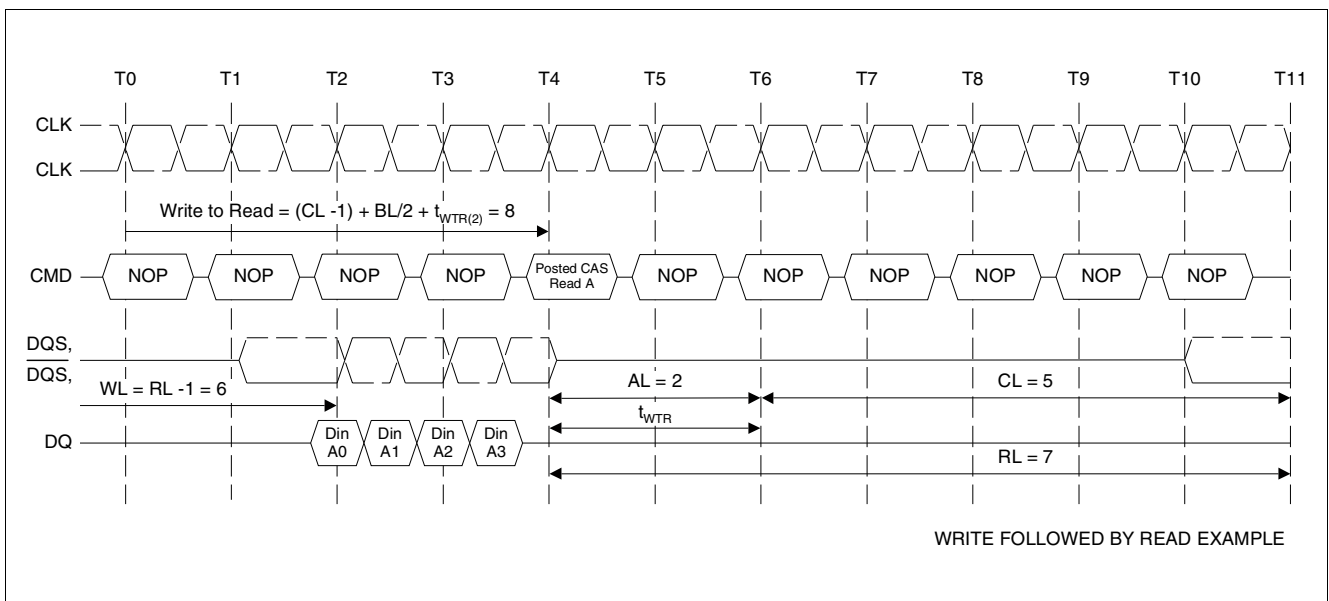 T0 T1 T2 T3 T4 T5 T6 T7 T8 T9 T10 T11
CLK
CLK
Write to Read = (CL -1) + BL/2 + tWTR(2) = 8
CMD NOP NOP NOP NOP Posted CAS Read A NOP NOP NOP NOP NOP NOP
DQS,
DQS,
WL = RL -1 = 6 AL = 2 CL = 5
tWTR
DQ Din A0 Din A1 Din A2 Din A3
RL = 7
WRITE FOLLOWED BY READ EXAMPLE